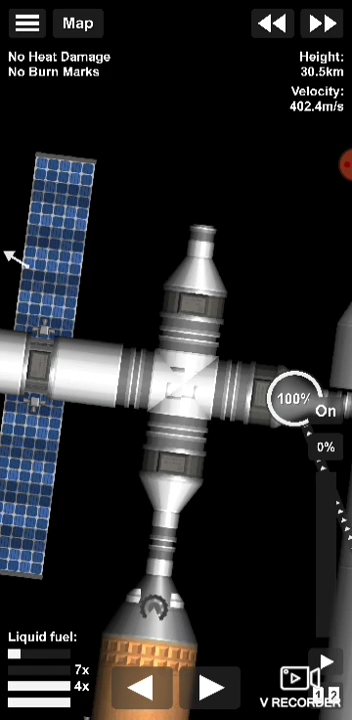 Map
No Heat Damage
No Burn Marks
Height:
30.5km
Velocity:
402.4m/s
100%
On
0%
Liquid fuel:
7x
4x
V RECORDER